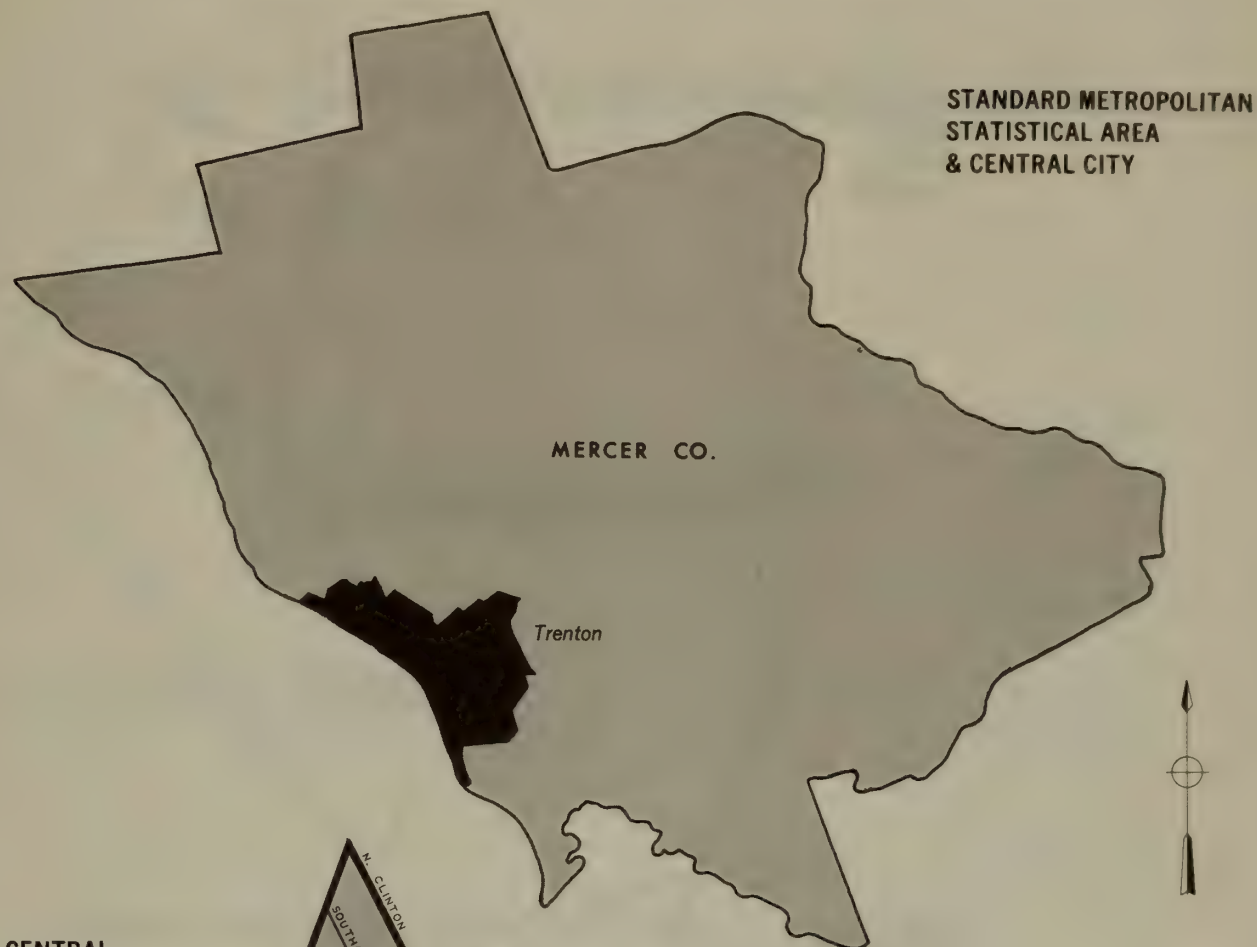 STANDARD METROPOLITAN
STATISTICAL AREA
& CENTRAL CITY
MERCER CO.
Trenton
N. CLINTON
SOUTH
CENTRAL